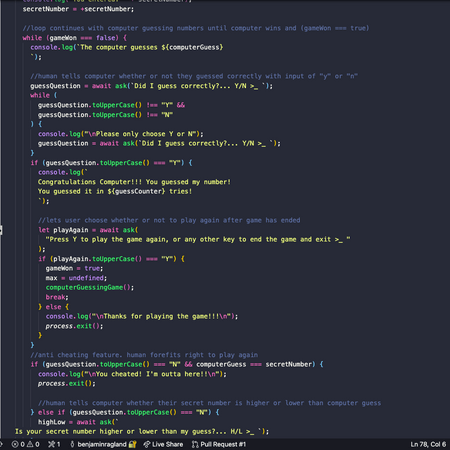 secretNumber = +secretNumber;
//loop continues with computer guessing numbers until computer wins and (gameWon === true)
while (gameWon === false) {
console.log(`The computer guesses ${computerGuess}
`);
//human tells computer whether or not they guessed correctly with input of "y" or "n"
guessQuestion = await ask(`Did I guess correctly?... Y/N >_ `);
while (
guessQuestion.toUpperCase() !== "Y" &&
guessQuestion.toUpperCase() !== "N"
) {
console.log("\nPlease only choose Y or N");
guessQuestion = await ask(`Did I guess correctly?... Y/N >_ `);
}
if (guessQuestion.toUpperCase() === "Y") {
console.log(`
Congratulations Computer!!! You guessed my number!
You guessed it in ${guessCounter} tries!
`);
//lets user choose whether or not to play again after game has ended
let playAgain = await ask(
"Press Y to play the game again, or any other key to end the game and exit >_ "
);
if (playAgain.toUpperCase() === "Y") {
gameWon = true;
max = undefined;
computerGuessingGame();
break;
} else {
console.log("\nThanks for playing the game!!!\n");
process.exit();
}
}
//anti cheating feature. human forefits right to play again
if (guessQuestion.toUpperCase() === "N" && computerGuess === secretNumber) {
console.log("\nYou cheated! I'm outta here!!\n");
process.exit();
//human tells computer whether their secret number is higher or lower than computer guess
} else if (guessQuestion.toUpperCase() === "N") {
highLow = await ask(`
Is your secret number higher or lower than my guess?... H/L >_ `);
0 0 1 benjaminragland Live Share Pull Request #1 Ln 78, Col 6